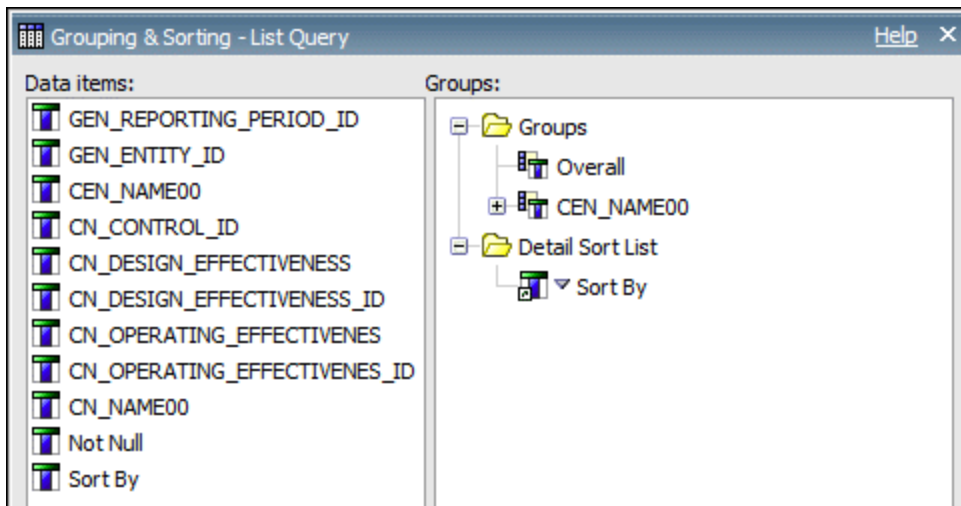 Grouping & Sorting - List Query Help
Data items:
GEN_REPORTING_PERIOD_ID
GEN_ENTITY_ID
CEN_NAME00
CN_CONTROL_ID
CN_DESIGN_EFFECTIVENESS
CN_DESIGN_EFFECTIVENESS_ID
CN_OPERATING_EFFECTIVENES
CN_OPERATING_EFFECTIVENES_ID
CN_NAME00
Not Null
Sort By
Groups:
Groups
Overall
CEN_NAME00
Detail Sort List
Sort By